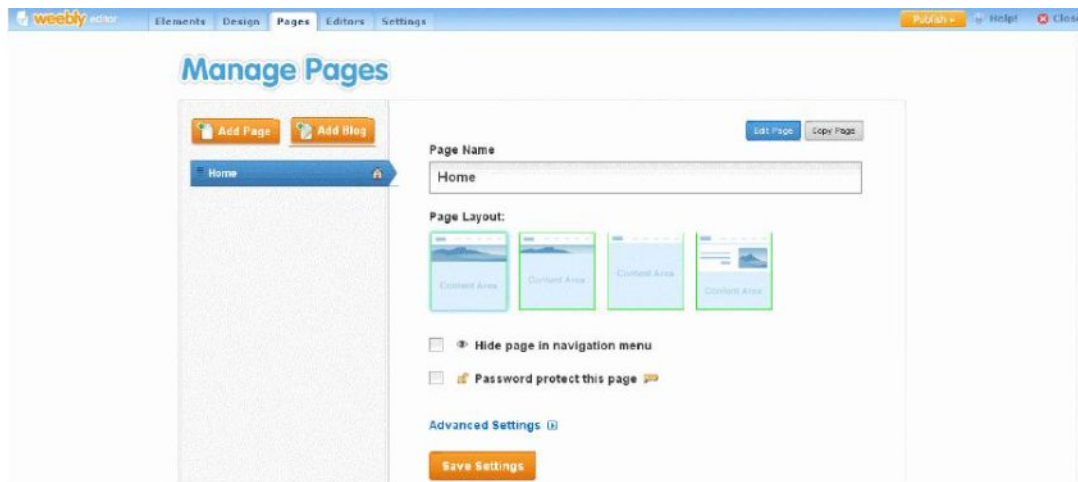 weebly editor Elements Design Pages Editors Settings Publish Help! Close
Manage Pages
Add Page Add Blog
Edit Page Copy Page
Page Name
Home
Home
Page Layout:
Content Area Content Area Content Area Content Area
Hide page in navigation menu
Password protect this page
Advanced Settings
Save Settings